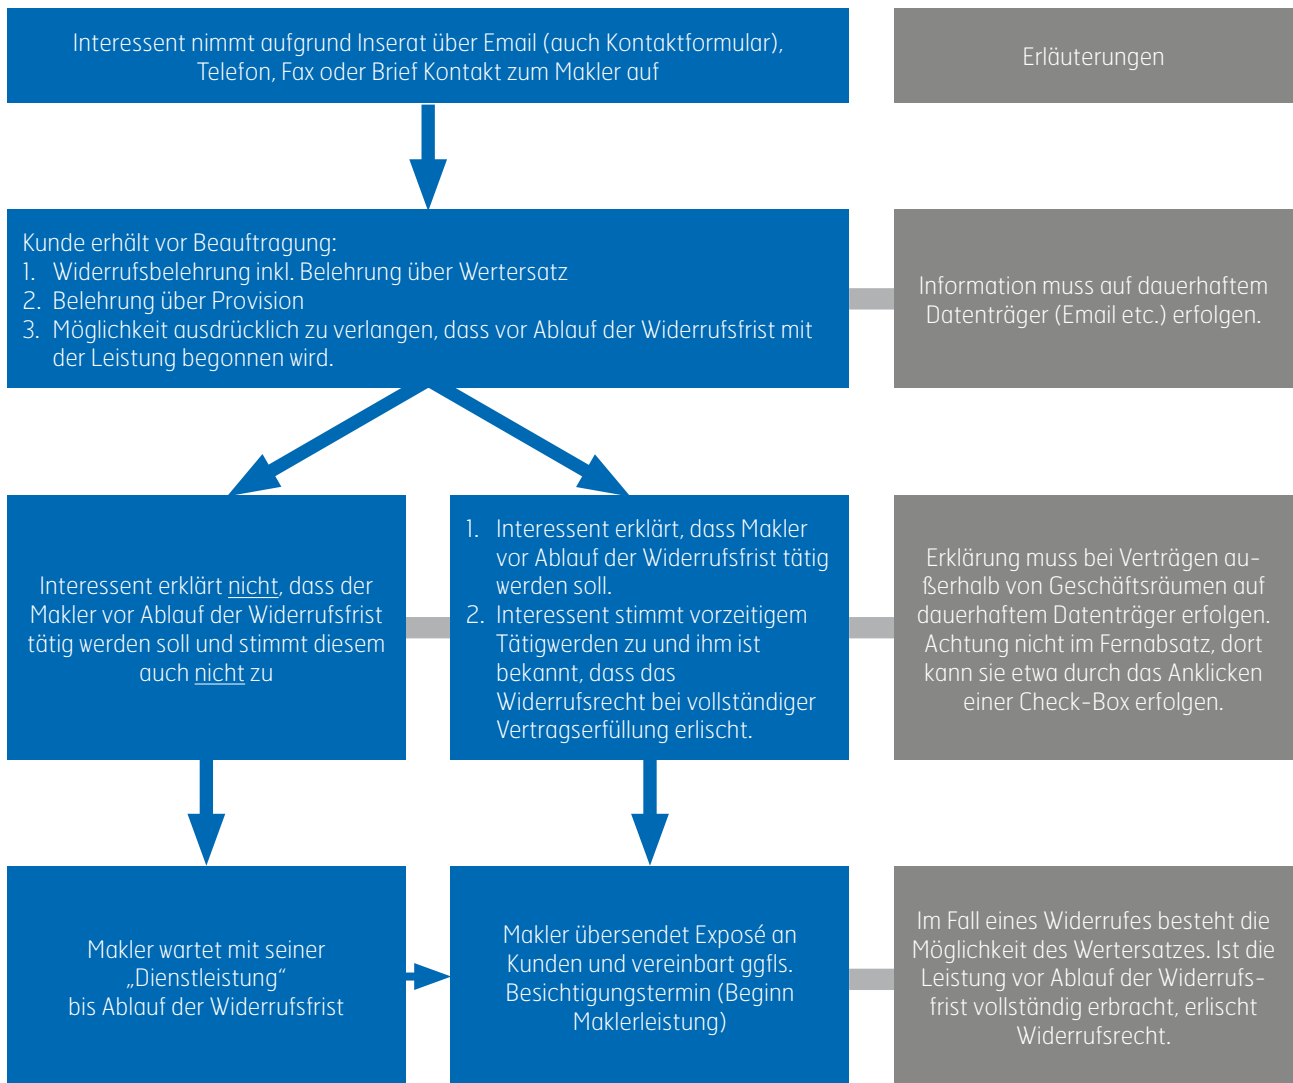 Interessent nimmt aufgrund Inserat über Email (auch Kontaktformular),
Telefon, Fax oder Brief Kontakt zum Makler auf
Erläuterungen
Kunde erhält vor Beauftragung:
1. Widerrufsbelehrung inkl. Belehrung über Wertersatz
2. Belehrung über Provision
3. Möglichkeit ausdrücklich zu verlangen, dass vor Ablauf der Widerrufsfrist mit
der Leistung begonnen wird.
Information muss auf dauerhaftem
Datenträger (Email etc.) erfolgen.
Interessent erklärt nicht, dass der
Makler vor Ablauf der Widerrufsfrist
tätig werden soll und stimmt diesem
auch nicht zu
1. Interessent erklärt, dass Makler
vor Ablauf der Widerrufsfrist tätig
werden soll.
2. Interessent stimmt vorzeitigem
Tätigwerden zu und ihm ist
bekannt, dass das
Widerrufsrecht bei vollständiger
Vertragserfüllung erlischt.
Erklärung muss bei Verträgen au-
ßerhalb von Geschäftsräumen auf
dauerhaftem Datenträger erfolgen.
Achtung nicht im Fernabsatz, dort
kann sie etwa durch das Anklicken
einer Check-Box erfolgen.
Makler wartet mit seiner
„Dienstleistung“
bis Ablauf der Widerrufsfrist
Makler übersendet Exposé an
Kunden und vereinbart ggfls.
Besichtigungstermin (Beginn
Maklerleistung)
Im Fall eines Widerrufes besteht die
Möglichkeit des Wertersatzes. Ist die
Leistung vor Ablauf der Widerrufs-
frist vollständig erbracht, erlischt
Widerrufsrecht.